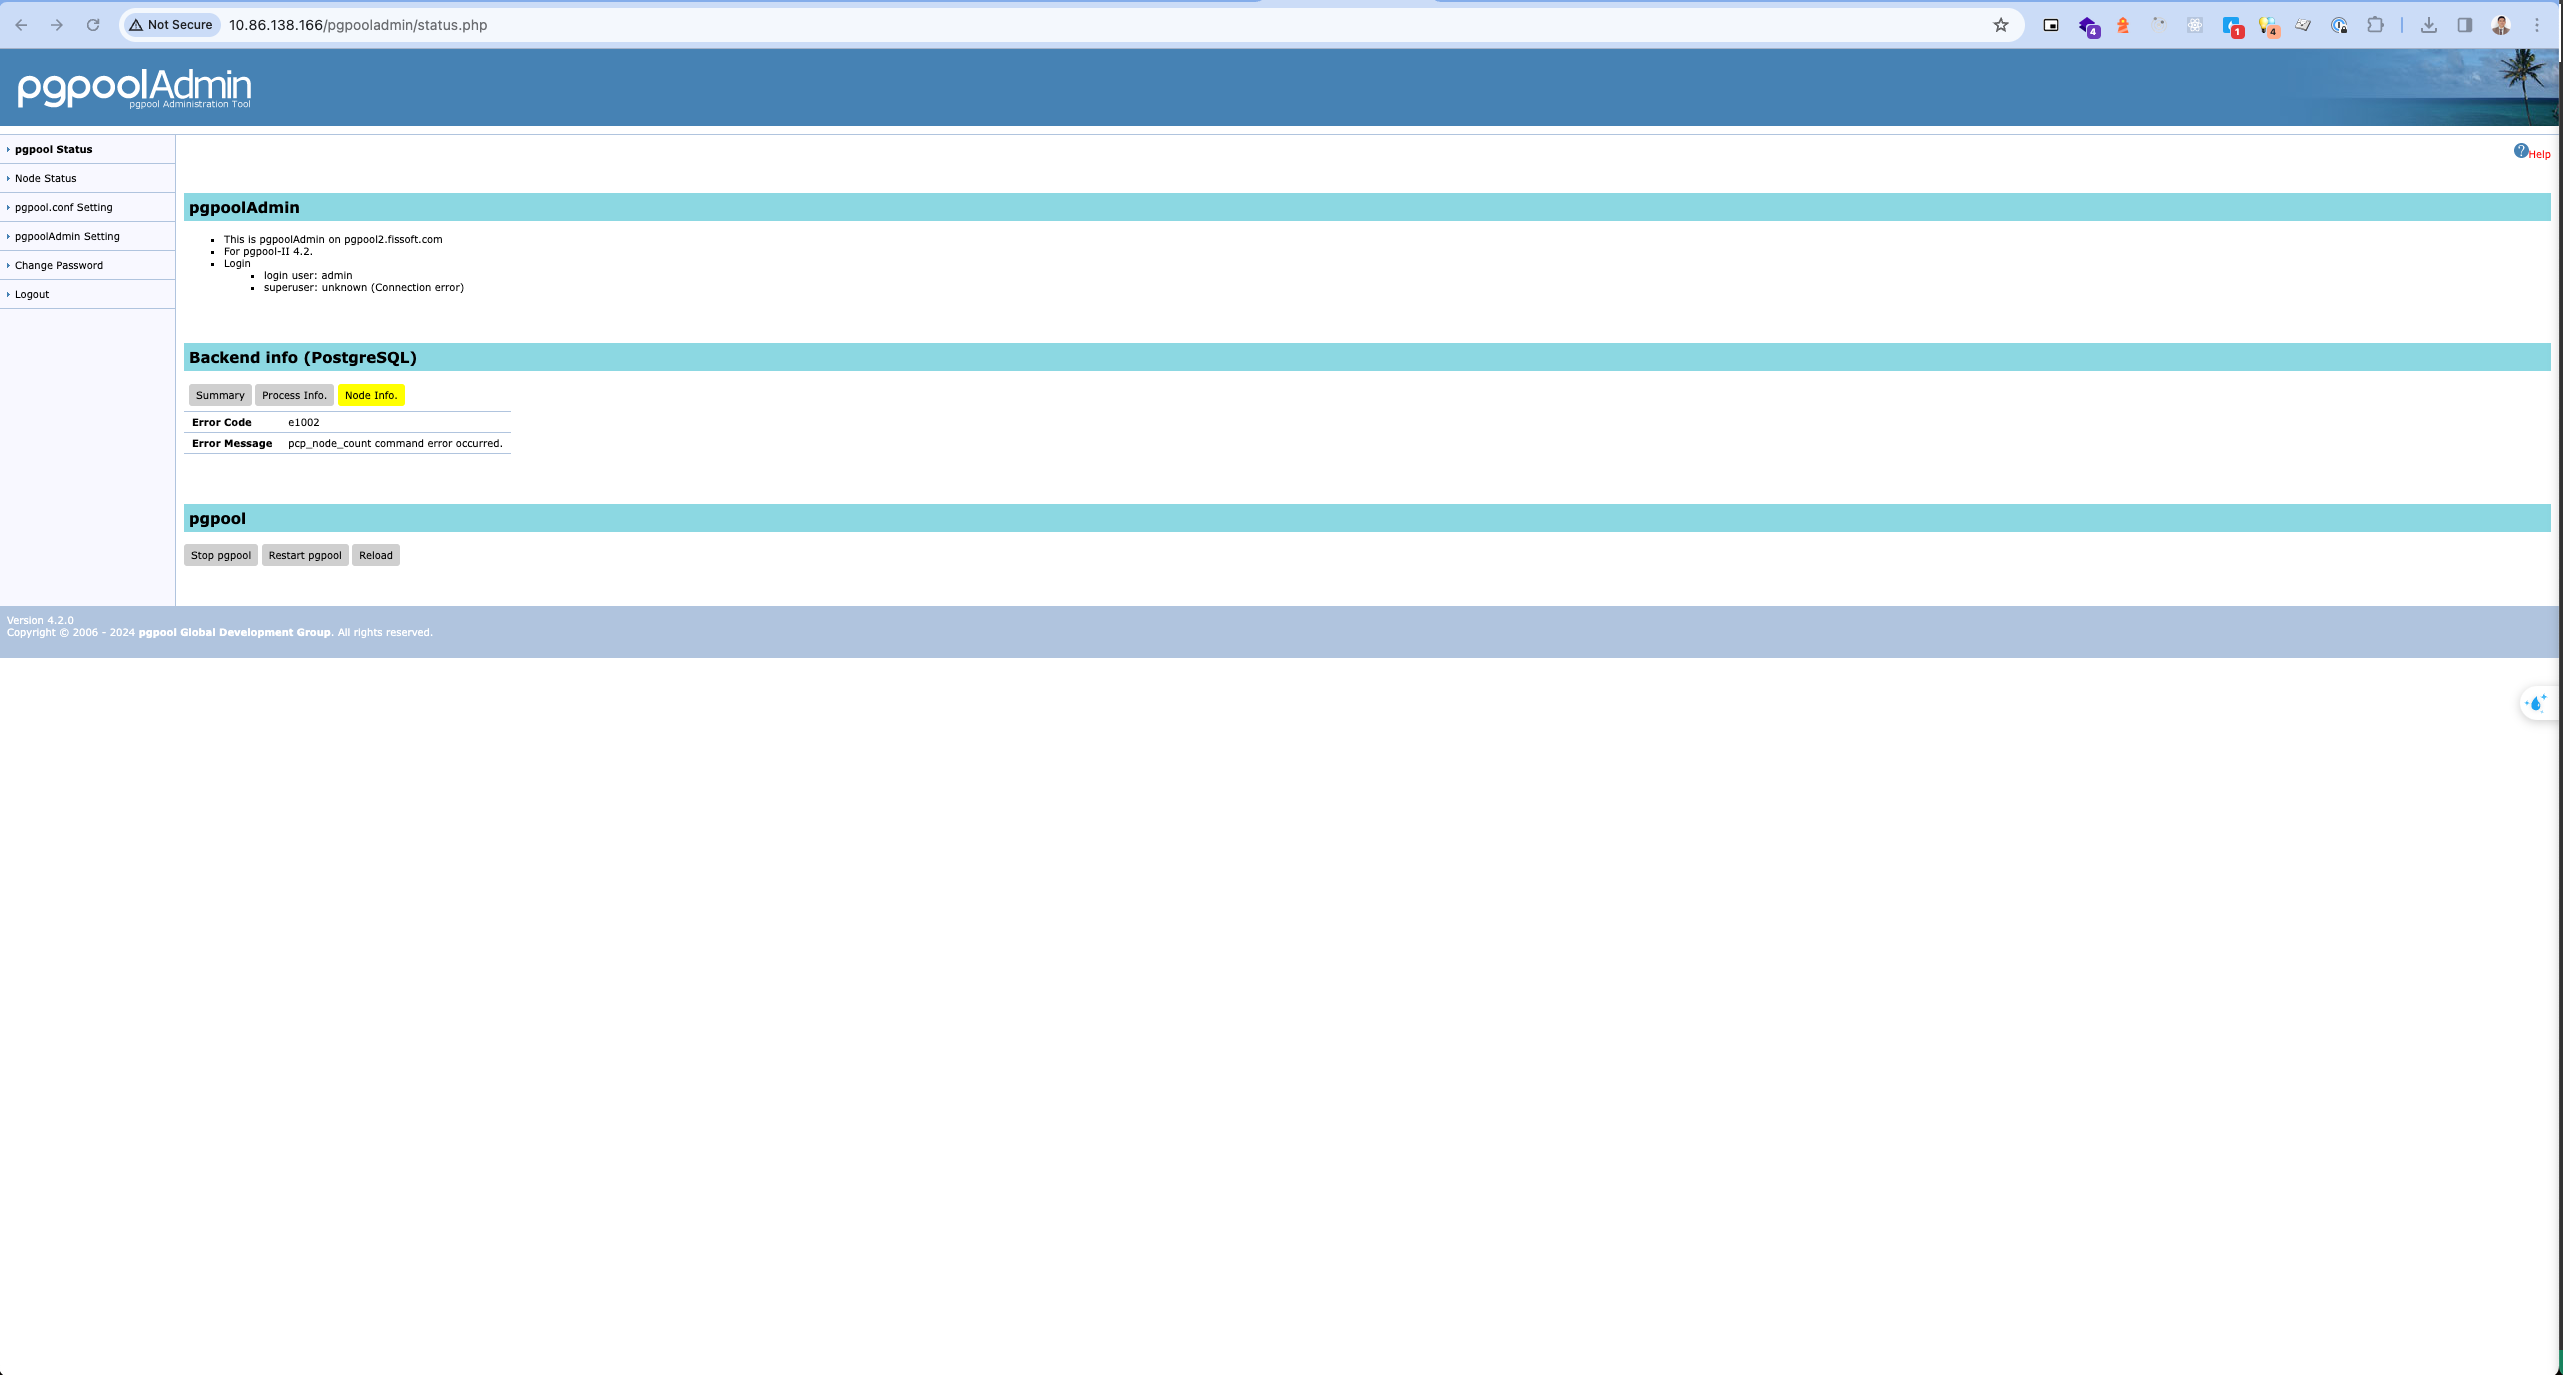 Not Secure
10.86.138.166/pgpooladmin/status.php
4
1
4
pgpoolAdmin
pgpool Administration Tool
pgpool Status
Node Status
pgpool.conf Setting
pgpoolAdmin Setting
Change Password
Logout
Help
pgpoolAdmin
This is pgpoolAdmin on pgpool2.fissoft.com
For pgpool-II 4.2.
Login
login user: admin
superuser: unknown (Connection error)
Backend info (PostgreSQL)
Summary Process Info. Node Info.
Error Code e1002
Error Message pcp_node_count command error occurred.
pgpool
Stop pgpool Restart pgpool Reload
Version 4.2.0
Copyright © 2006 - 2024 pgpool Global Development Group. All rights reserved.